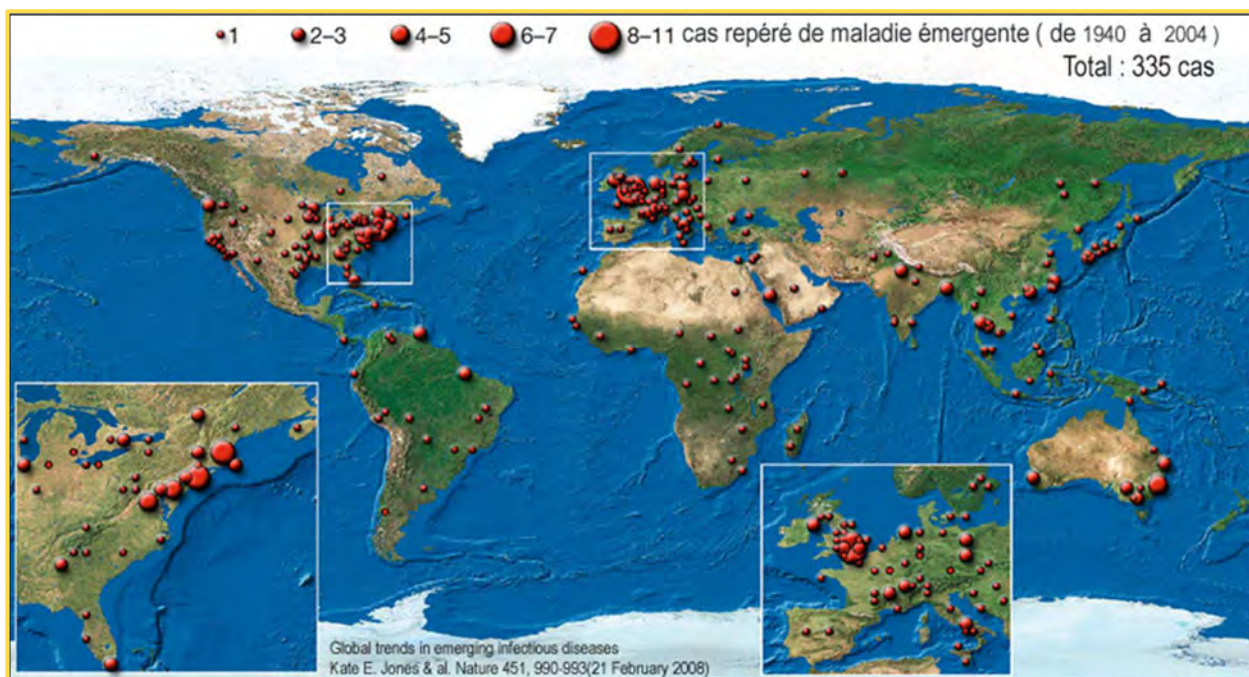 1 2–3 4–5 6–7 8–11 cas repéré de maladie émergente ( de 1940 à 2004 )
Total : 335 cas
Global trends in emerging infectious diseases
Kate E. Jones & al. Nature 451, 990-993(21 February 2008)